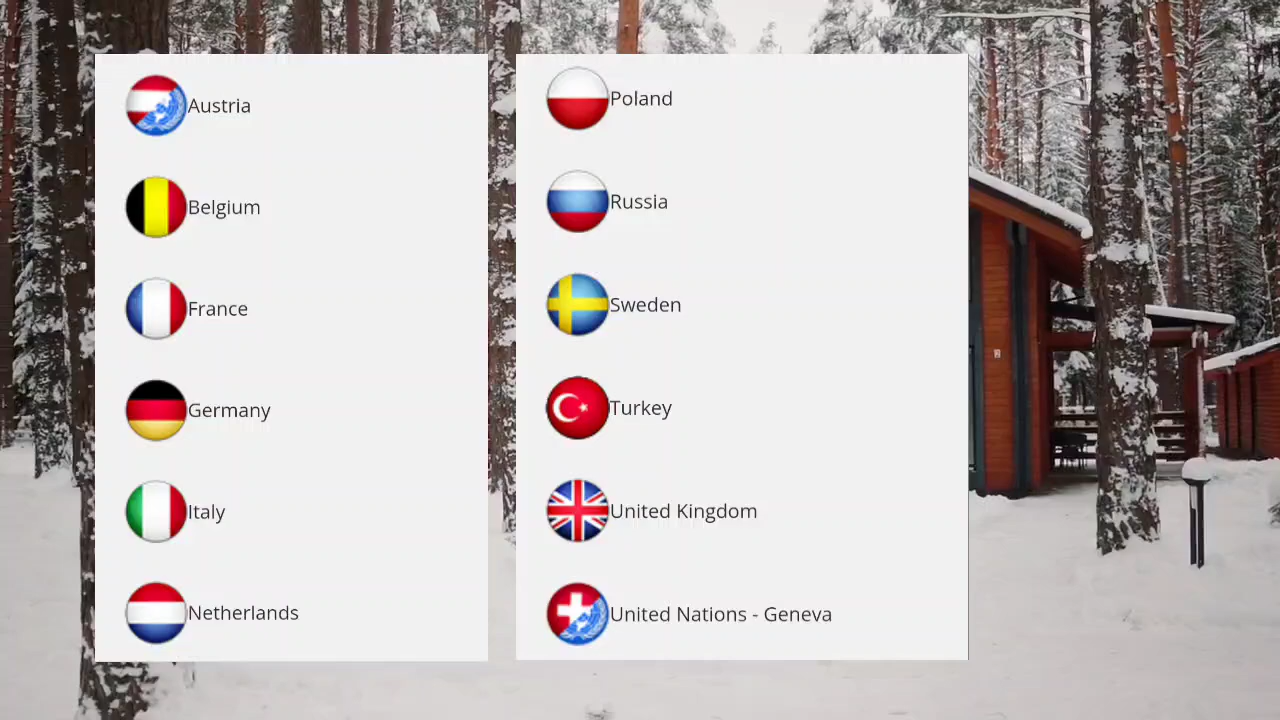 Austria
Belgium
France
Germany
Italy
Netherlands
Poland
Russia
Sweden
Turkey
United Kingdom
United Nations - Geneva